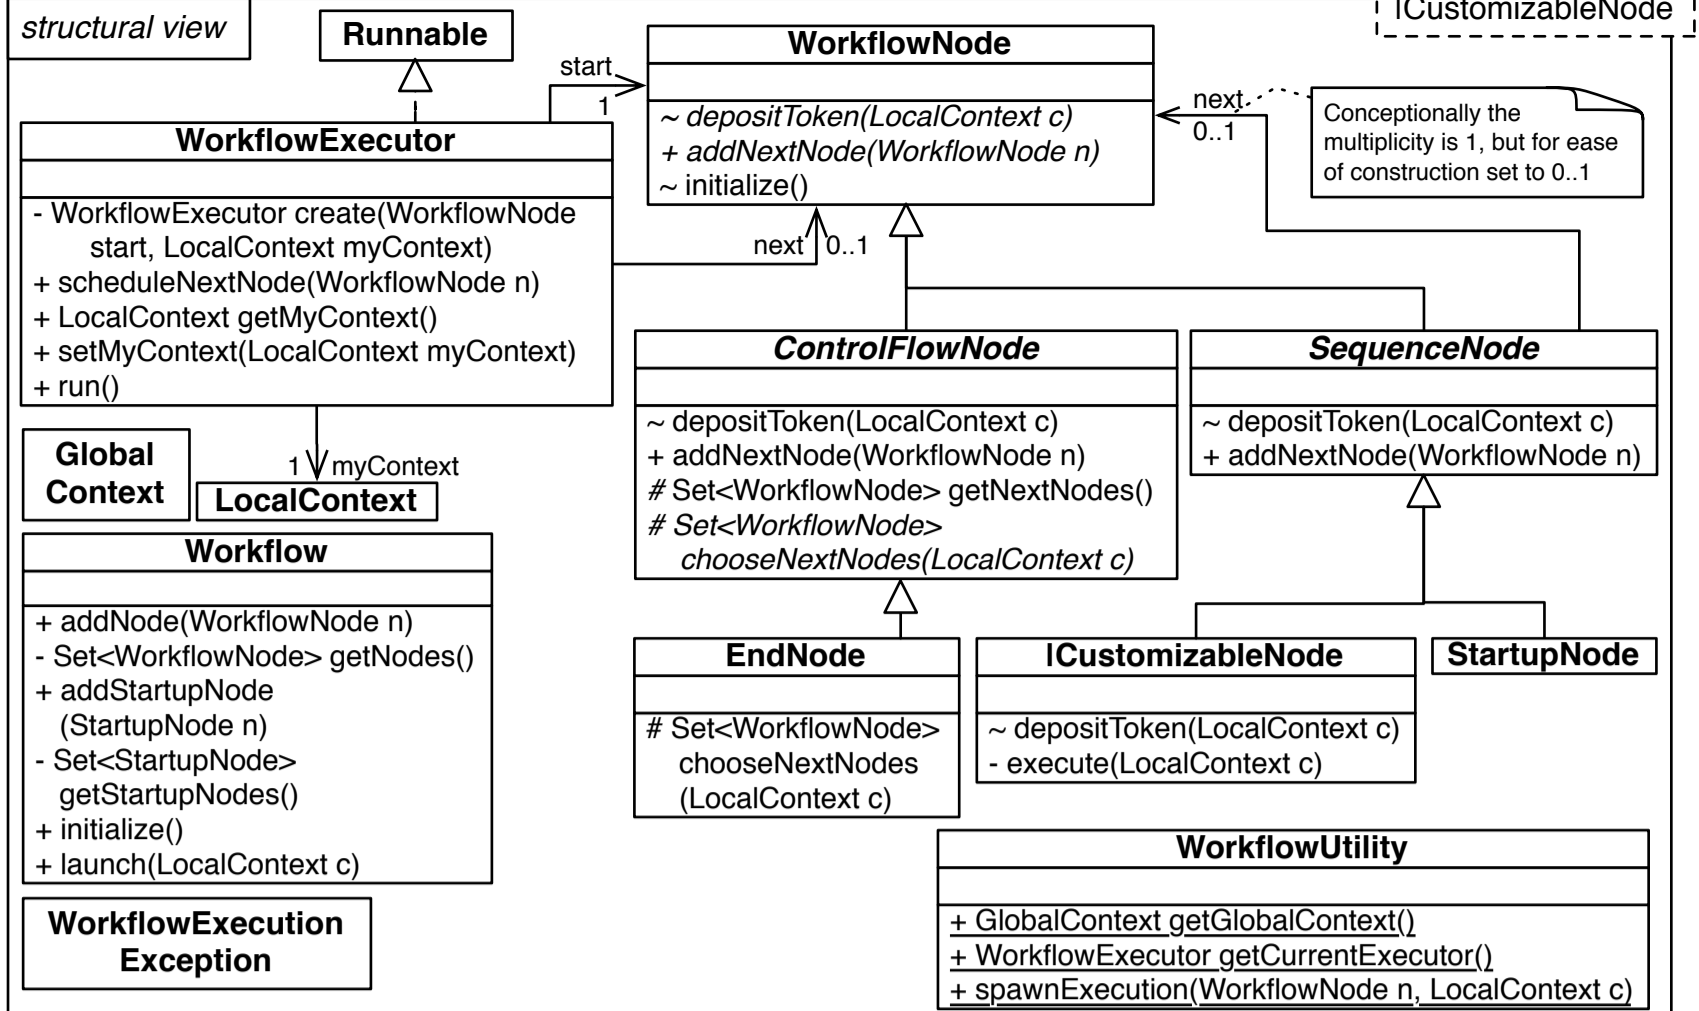 structural view
Runnable
WorkflowNode
~ depositToken(LocalContext c)
+ addNextNode(WorkflowNode n)
~ initialize()
lCustomizableNode
start
1
next
0..1
Conceptionally the
multiplicity is 1, but for ease
of construction set to 0..1
WorkflowExecutor
- WorkflowExecutor create(WorkflowNode
start, LocalContext myContext)
+ scheduleNextNode(WorkflowNode n)
+ LocalContext getMyContext()
+ setMyContext(LocalContext myContext)
+ run()
next
0..1
ControlFlowNode
~ depositToken(LocalContext c)
+ addNextNode(WorkflowNode n)
# Set<WorkflowNode> getNextNodes()
# Set<WorkflowNode>
chooseNextNodes(LocalContext c)
SequenceNode
~ depositToken(LocalContext c)
+ addNextNode(WorkflowNode n)
Global
Context
1
myContext
LocalContext
Workflow
+ addNode(WorkflowNode n)
- Set<WorkflowNode> getNodes()
+ addStartupNode
(StartupNode n)
- Set<StartupNode>
getStartupNodes()
+ initialize()
+ launch(LocalContext c)
EndNode
# Set<WorkflowNode>
chooseNextNodes
(LocalContext c)
lCustomizableNode
~ depositToken(LocalContext c)
- execute(LocalContext c)
StartupNode
WorkflowExecution
Exception
WorkflowUtility
+ GlobalContext getGlobalContext()
+ WorkflowExecutor getCurrentExecutor()
+ spawnExecution(WorkflowNode n, LocalContext c)